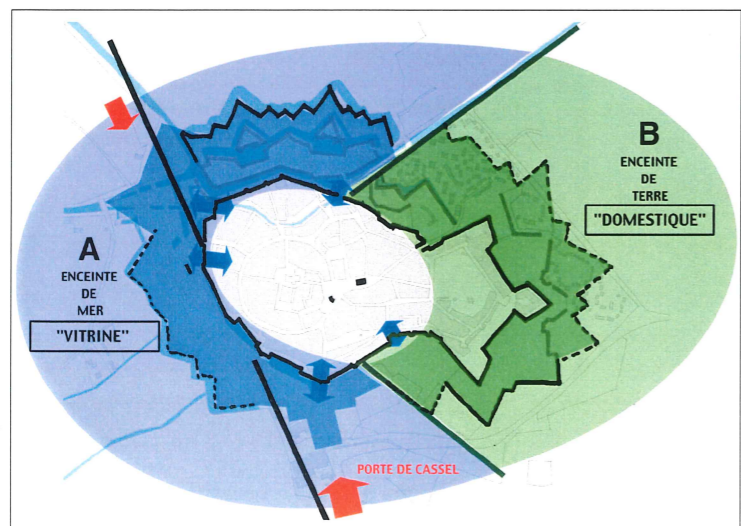 A
ENCEINTE
DE
MER
"VITRINE"
B
ENCEINTE
DE
TERRE
"DOMESTIQUE"
PORTE DE CASSEL